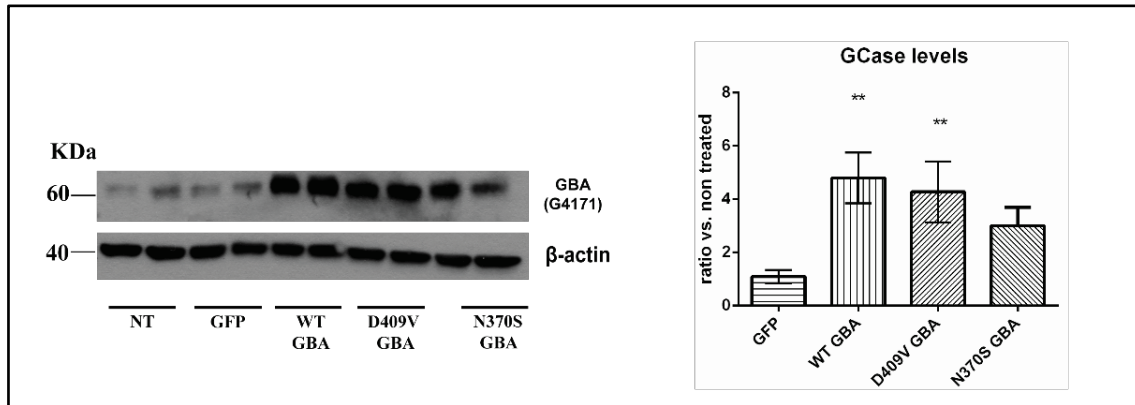 KDa
60
40
GBA
(G4171)
β-actin
NT
GFP
WT
GBA
D409V
GBA
N370S
GBA
GCase levels
ratio vs. non treated
8
6
4
2
0
**
**
GFP
WT GBA
D409V GBA
N370S GBA